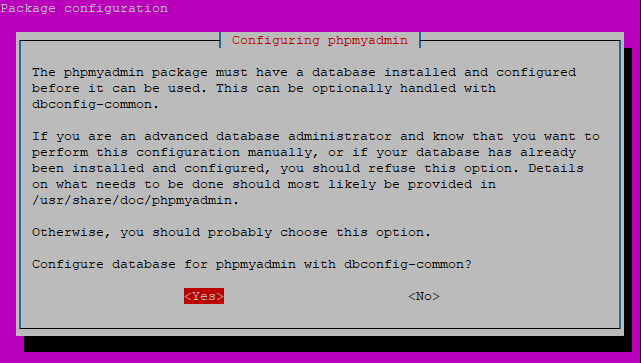 Package configuration
Configuring phpmyadmin
The phpmyadmin package must have a database installed and configured
before it can be used. This can be optionally handled with
dbconfig-common.
If you are an advanced database administrator and know that you want to
perform this configuration manually, or if your database has already
been installed and configured, you should refuse this option. Details
on what needs to be done should most likely be provided in
/usr/share/doc/phpmyadmin.
Otherwise, you should probably choose this option.
Configure database for phpmyadmin with dbconfig-common?
<Yes> <No>